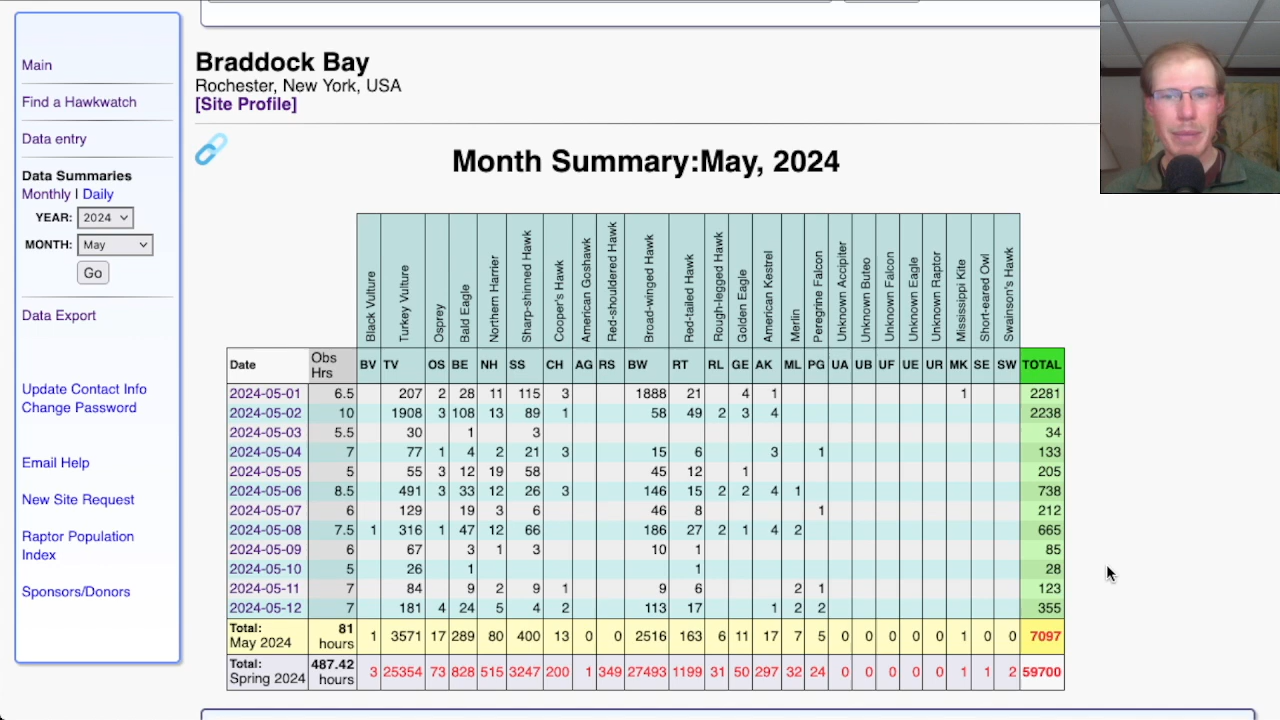 Main
Find a Hawkwatch
Data entry
Data Summaries
Monthly | Daily
YEAR: 2024
MONTH: May
Go
Data Export
Update Contact Info
Change Password
Email Help
New Site Request
Raptor Population
Index
Sponsors/Donors
Braddock Bay
Rochester, New York, USA
[Site Profile]
Month Summary:May, 2024
Black Vulture Turkey Vulture Osprey Bald Eagle Northern Harrier Sharp-shinned Hawk Cooper's Hawk American Goshawk Red-shouldered Hawk Broad-winged Hawk Red-tailed Hawk Rough-legged Hawk Golden Eagle American Kestrel Merlin Peregrine Falcon Unknown Accipiter Unknown Buteo Unknown Falcon Unknown Eagle Unknown Raptor Mississippi Kite Short-eared Owl Swainson's Hawk
Date Obs Hrs BV TV OS BE NH SS CH AG RS BW RT RL GE AK ML PG UA UB UF UE UR MK SE SW TOTAL
2024-05-01 6.5 207 2 28 11 115 3 1888 21 4 1 1 2281
2024-05-02 10 1908 3 108 13 89 1 58 49 2 3 4 2238
2024-05-03 5.5 30 1 3 34
2024-05-04 7 77 1 4 2 21 3 15 6 3 1 133
2024-05-05 5 55 3 12 19 58 45 12 1 205
2024-05-06 8.5 491 3 33 12 26 3 146 15 2 2 4 1 738
2024-05-07 6 129 19 3 6 46 8 1 212
2024-05-08 7.5 1 316 1 47 12 66 186 27 2 1 4 2 665
2024-05-09 6 67 3 1 3 10 1 85
2024-05-10 5 26 1 1 28
2024-05-11 7 84 9 2 9 1 9 6 2 1 123
2024-05-12 7 181 4 24 5 4 2 113 17 1 2 2 355
Total: May 2024 81 hours 1 3571 17 289 80 400 13 0 0 2516 163 6 11 17 7 5 0 0 0 0 0 1 0 0 7097
Total: Spring 2024 487.42 hours 3 25354 73 828 515 3247 200 1 349 27493 1199 31 50 297 32 24 0 0 0 0 0 1 1 2 59700